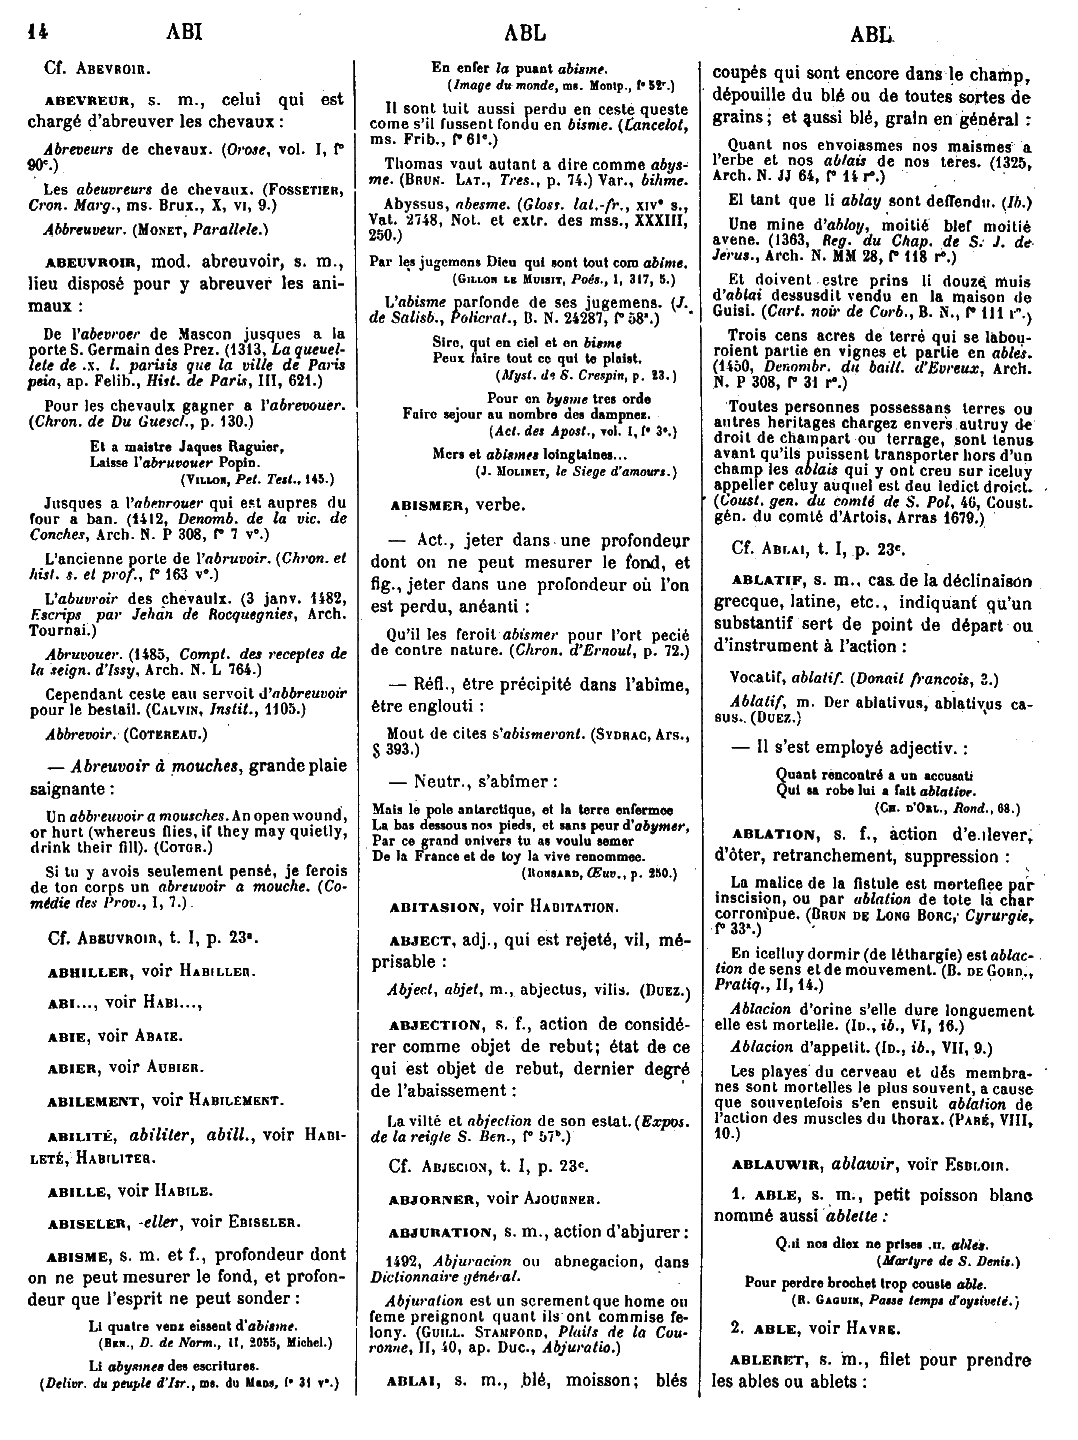 14
ABI
ABL
ABL
Cf. ABEVROIR.
ABEVREUR, s. m., celui qui est
chargé d'abreuver les chevaux :
Abreveurs de chevaux. (Orose, vol. I, f°
90c.)
Les abeuvreurs de chevaux. (FOSSETIER,
Cron. Marg., ms. Brux., X, VI, 9.)
Abbreuveur. (MONET, Parallele.)
ABEUVROIR, mod. abreuvoir, s. m.,
lieu disposé pour y abreuver les ani-
maux :
De l'abevroer de Mascon jusques a la
porte S. Germain des Prez. (1313, La queuel-
lete de .x. l. parisis que la ville de Paris
peia, ap. Felib., Hist. de Paris, III, 621.)
Pour les chevaulx gagner a l'abrevouer.
(Chron. de Du Guescl., p. 130.)
Et a maistre Jaques Raguier,
Laisse l'abruvouer Popin.
(VILLON, Pet. Test., 145.)
Jusques a l'abenrouer qui est aupres du
four a ban. (1412, Denomb. de la vic. de
Conches, Arch. N. P 308, f° 7 v°.)
L'ancienne porte de l'abruvoir. (Chron. et
hist. s. et prof., f° 163 v°.)
L'abuvroir des chevaulx. (3 janv. 1482,
Escrips par Jehan de Rocquegnies, Arch.
Tournai.)
Abruvouer. (1485, Compt. des receptes de
la seign. d'Issy, Arch. N. L 764.)
Cependant ceste eau servoit d'abbreuvoir
pour le bestail. (CALVIN, Instit., 1105.)
Abbrevoir. (COTEREAU.)
— Abreuvoir à mouches, grande plaie
saignante :
Un abbreuvoir a mousches. An open wound,
or hurt (whereus flies, if they may quietly,
drink their fill). (COTGR.)
Si tu y avois seulement pensé, je ferois
de ton corps un abreuvoir a mouche. (Co-
médie des Prov., I, 7.)
Cf. ABEUVROIR, t. I, p. 23a.
ABHILLER, voir HABILLER.
ABI..., voir HABI...,
ABIE, voir ABAIE.
ABIER, voir AUBIER.
ABILEMENT, voir HABILEMENT.
ABILITÉ, abiliter, abill., voir HABI-
LETÉ, HABILITER.
ABILLE, voir HABILE.
ABISELER, -eller, voir EBISELER.
ABISME, s. m. et f., profondeur dont
on ne peut mesurer le fond, et profon-
deur que l'esprit ne peut sonder :
Li quatre venz eissent d'abisme.
(BEN., D. de Norm., II, 2055, Michel.)
Li abysmes des escritures.
(Delivr. du peuple d'Isr., ms. du Mans, f° 31 v°.)
En enfer la puant abisme.
(Image du monde, ms. Montp., f° 52r.)
Il sont tuit aussi perdu en ceste queste
come s'il fussent fondu en bisme. (Lancelot,
ms. Frib., f° 61a.)
Thomas vaut autant a dire comme abys-
me. (BRUN. LAT., Tres., p. 74.) Var., bihme.
Abyssus, abesme. (Gloss. lat.-fr., XIVe s.,
Vat. 2748, Not. et extr. des mss., XXXIII,
250.)
Par les jugemens Dieu qui sont tout com abime.
(GILLON LE MUISIT, Poés., I, 317, 5.)
L'abisme parfonde de ses jugemens. (J.
de Salisb., Policrat., B. N. 24287, f° 58a.)
Sire, qui en ciel et en bisme
Peux faire tout ce qui te plaist.
(Myst. de S. Crespin, p. 23.)
Pour en bysme tres orde
Faire sejour au nombre des dampnez.
(Act. des Apost., vol. I, f° 3a.)
Mers et abismes loingtaines...
(J. MOLINET, le Siege d'amours.)
ABISMER, verbe.
— Act., jeter dans une profondeur
dont on ne peut mesurer le fond, et
fig., jeter dans une profondeur où l'on
est perdu, anéanti :
Qu'il les feroit abismer pour l'ort pecié
de contre nature. (Chron. d'Ernoul, p. 72.)
— Réfl., être précipité dans l'abîme,
être englouti :
Mout de cites s'abismeront. (SYDRAC, Ars.,
§ 393.)
— Neutr., s'abîmer :
Mais le pole antarctique, et la terre enfermee
La bas dessous nos pieds, et sans peur d'abymer,
Par ce grand univers tu as voulu semer
De la France et de toy la vive renommee.
(RONSARD, Œuv., p. 250.)
ABITASION, voir HABITATION.
ABJECT, adj., qui est rejeté, vil, mé-
prisable :
Abject, abjet, m., abjectus, vilis. (DUEZ.)
ABJECTION, s. f., action de considé-
rer comme objet de rebut; état de ce
qui est objet de rebut, dernier degré
de l'abaissement :
La vilté et abjection de son estat. (Expos.
de la reigle S. Ben., f° 57b.)
Cf. ABJECION, t. I, p. 23c.
ABJORNER, voir AJOURNER.
ABJURATION, s. m., action d'abjurer :
1492, Abjuracion ou abnegacion, dans
Dictionnaire général.
Abjuration est un screment que home ou
feme preignont quant ils ont commise fe-
lony. (GUILL. STAMFORD, Plaits de la Cou-
ronne, II, 40, ap. Duc., Abjuratio.)
ABLAI, s. m., blé, moisson; blés
coupés qui sont encore dans le champ,
dépouille du blé ou de toutes sortes de
grains; et aussi blé, grain en général :
Quant nos envoiasmes nos maismes a
l'erbe et nos ablais de nos teres. (1325,
Arch. N. JJ 64, f° 14 r°.)
El tant que li ablay sont deffendu. (Ib.)
Une mine d'abloy, moitié blef moitié
avene. (1363, Reg. du Chap. de S. J. de
Jerus., Arch. N. MM 28, f° 118 r°.)
Et doivent estre prins li douze muis
d'ablai dessusdit vendu en la maison de
Guisi. (Cart. noir de Corb., B. N., f° 111 r°.)
Trois cens acres de terré qui se labou-
roient partie en vignes et partie en ables.
(1450, Denombr. du baill. d'Evreux, Arch.
N. P 308, f° 31 r°.)
Toutes personnes possessans terres ou
autres heritages chargez envers autruy de
droit de champart ou terrage, sont tenus
avant qu'ils puissent transporter hors d'un
champ les ablais qui y ont creu sur iceluy
appeller celuy auquel est deu ledict droict.
(Coust. gen. du comté de S. Pol, 46, Coust.
gén. du comté d'Artois, Arras 1679.)
Cf. ABLAI, t. I, p. 23c.
ABLATIF, s. m., cas de la déclinaison
grecque, latine, etc., indiquant qu'un
substantif sert de point de départ ou
d'instrument à l'action :
Vocatif, ablatif. (Donait francois, 2.)
Ablatif, m. Der ablativus, ablativus ca-
sus. (DUEZ.)
— Il s'est employé adjectiv. :
Quant rencontré a un accusati
Qui sa robe lui a fait ablative.
(CH. D'ORL., Rond., 68.)
ABLATION, s. f., action d'enlever,
d'ôter, retranchement, suppression :
La malice de la fistule est morteflee par
inscision, ou par ablation de tote la char
corrompue. (BRUN DE LONG BORC, Cyrurgie,
f° 33a.)
En icelluy dormir (de léthargie) est ablac-
tion de sens et de mouvement. (B. DE GORD.,
Pratiq., II, 14.)
Ablacion d'orine s'elle dure longuement
elle est mortelle. (ID., ib., VI, 16.)
Ablacion d'appetit. (ID., ib., VII, 9.)
Les playes du cerveau et dés membra-
nes sont mortelles le plus souvent, a cause
que souventefois s'en ensuit ablation de
l'action des muscles du thorax. (PARÉ, VIII,
10.)
ABLAUWIR, ablawir, voir ESBLOIR.
1. ABLE, s. m., petit poisson blanc
nommé aussi ablette :
Qui nos diex ne prises .II. ables.
(Martyre de S. Denis.)
Pour perdre brochet trop couste able.
(R. GAGUIN, Passe temps d'oysiveté.)
2. ABLE, voir HAVRE.
ABLERET, s. m., filet pour prendre
les ables ou ablets :